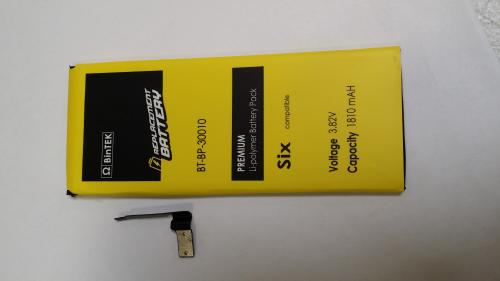 Ω BinTEK
REPLACEMENT
BATTERY
BT-BP-30010
PREMIUM
Li-polymer Battery Pack
Six compatible
Voltage 3.82V
Capacity 1810 mAH